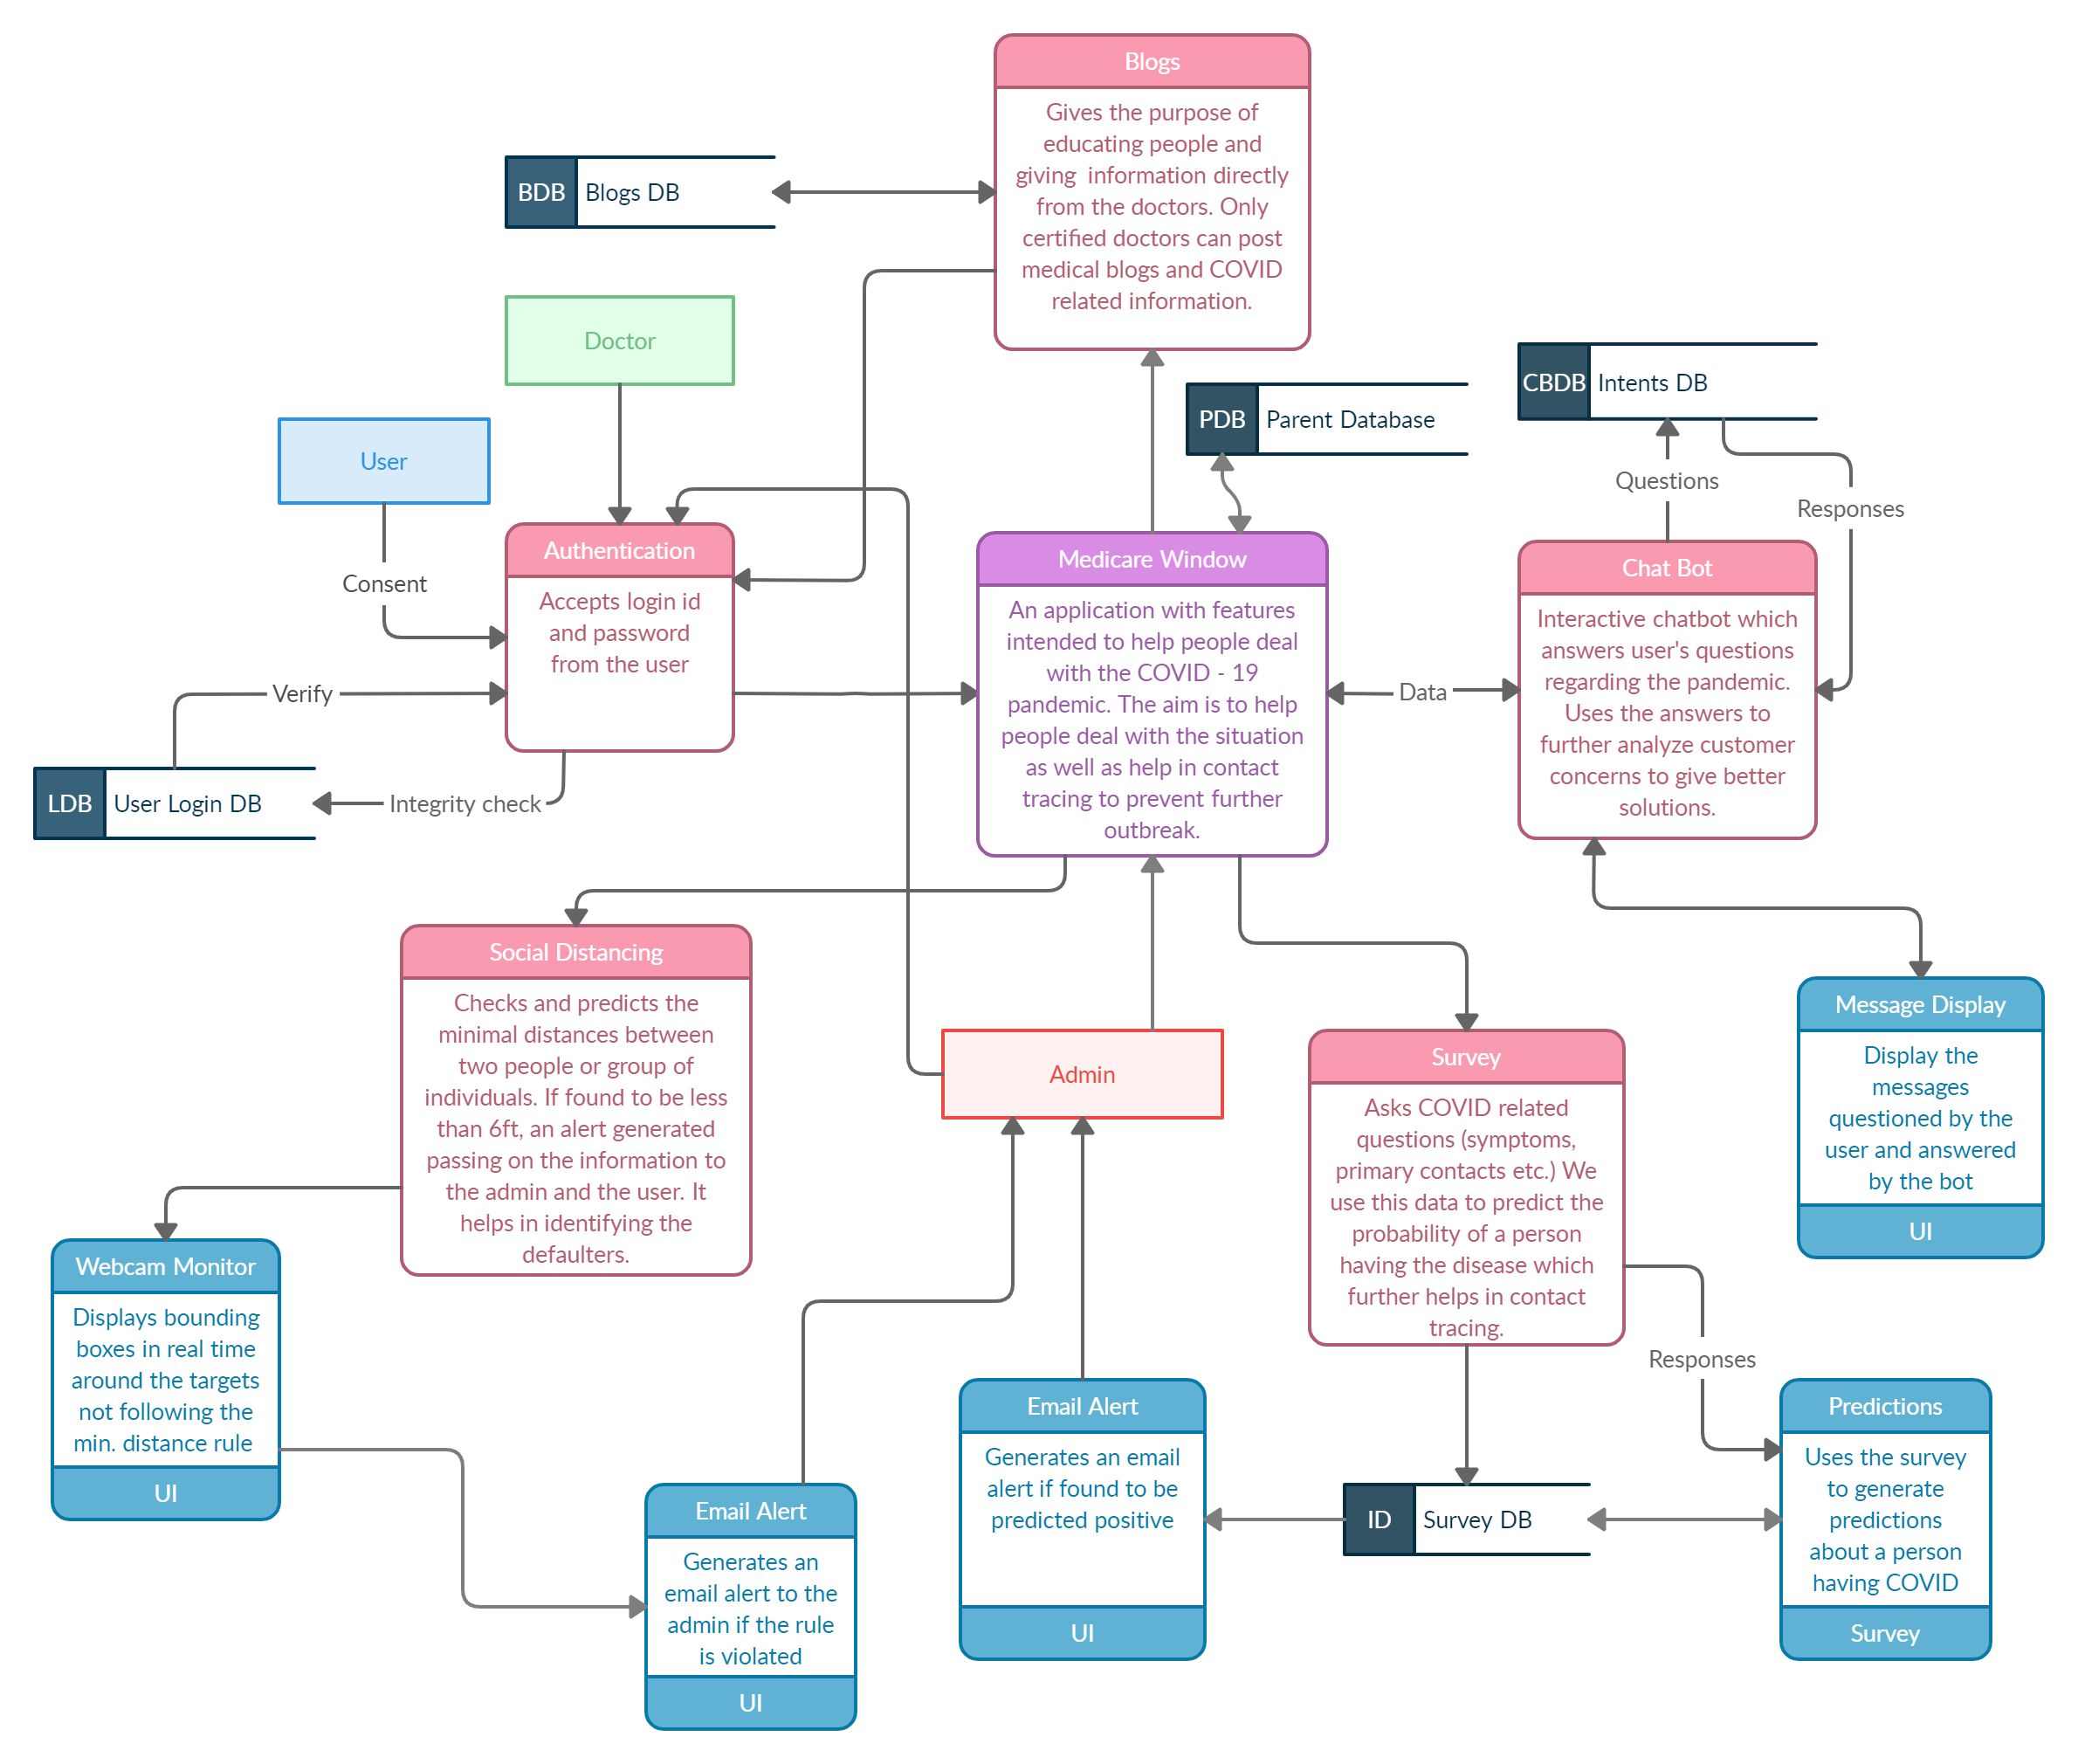 Blogs
Gives the purpose of
educating people and
giving information directly
from the doctors. Only
certified doctors can post
medical blogs and COVID
related information.
BDB
Blogs DB
Doctor
User
PDB
Parent Database
CBDB
Intents DB
Questions
Responses
Consent
Authentication
Accepts login id
and password
from the user
Verify
LDB
User Login DB
Integrity check
Medicare Window
An application with features
intended to help people deal
with the COVID - 19
pandemic. The aim is to help
people deal with the situation
as well as help in contact
tracing to prevent further
outbreak.
Data
Chat Bot
Interactive chatbot which
answers user's questions
regarding the pandemic.
Uses the answers to
further analyze customer
concerns to give better
solutions.
Social Distancing
Checks and predicts the
minimal distances between
two people or group of
individuals. If found to be less
than 6ft, an alert generated
passing on the information to
the admin and the user. It
helps in identifying the
defaulters.
Admin
Survey
Asks COVID related
questions (symptoms,
primary contacts etc.) We
use this data to predict the
probability of a person
having the disease which
further helps in contact
tracing.
Message Display
Display the
messages
questioned by the
user and answered
by the bot
UI
Webcam Monitor
Displays bounding
boxes in real time
around the targets
not following the
min. distance rule
UI
Email Alert
Generates an
email alert to the
admin if the rule
is violated
UI
Email Alert
Generates an email
alert if found to be
predicted positive
UI
ID
Survey DB
Responses
Predictions
Uses the survey
to generate
predictions
about a person
having COVID
Survey